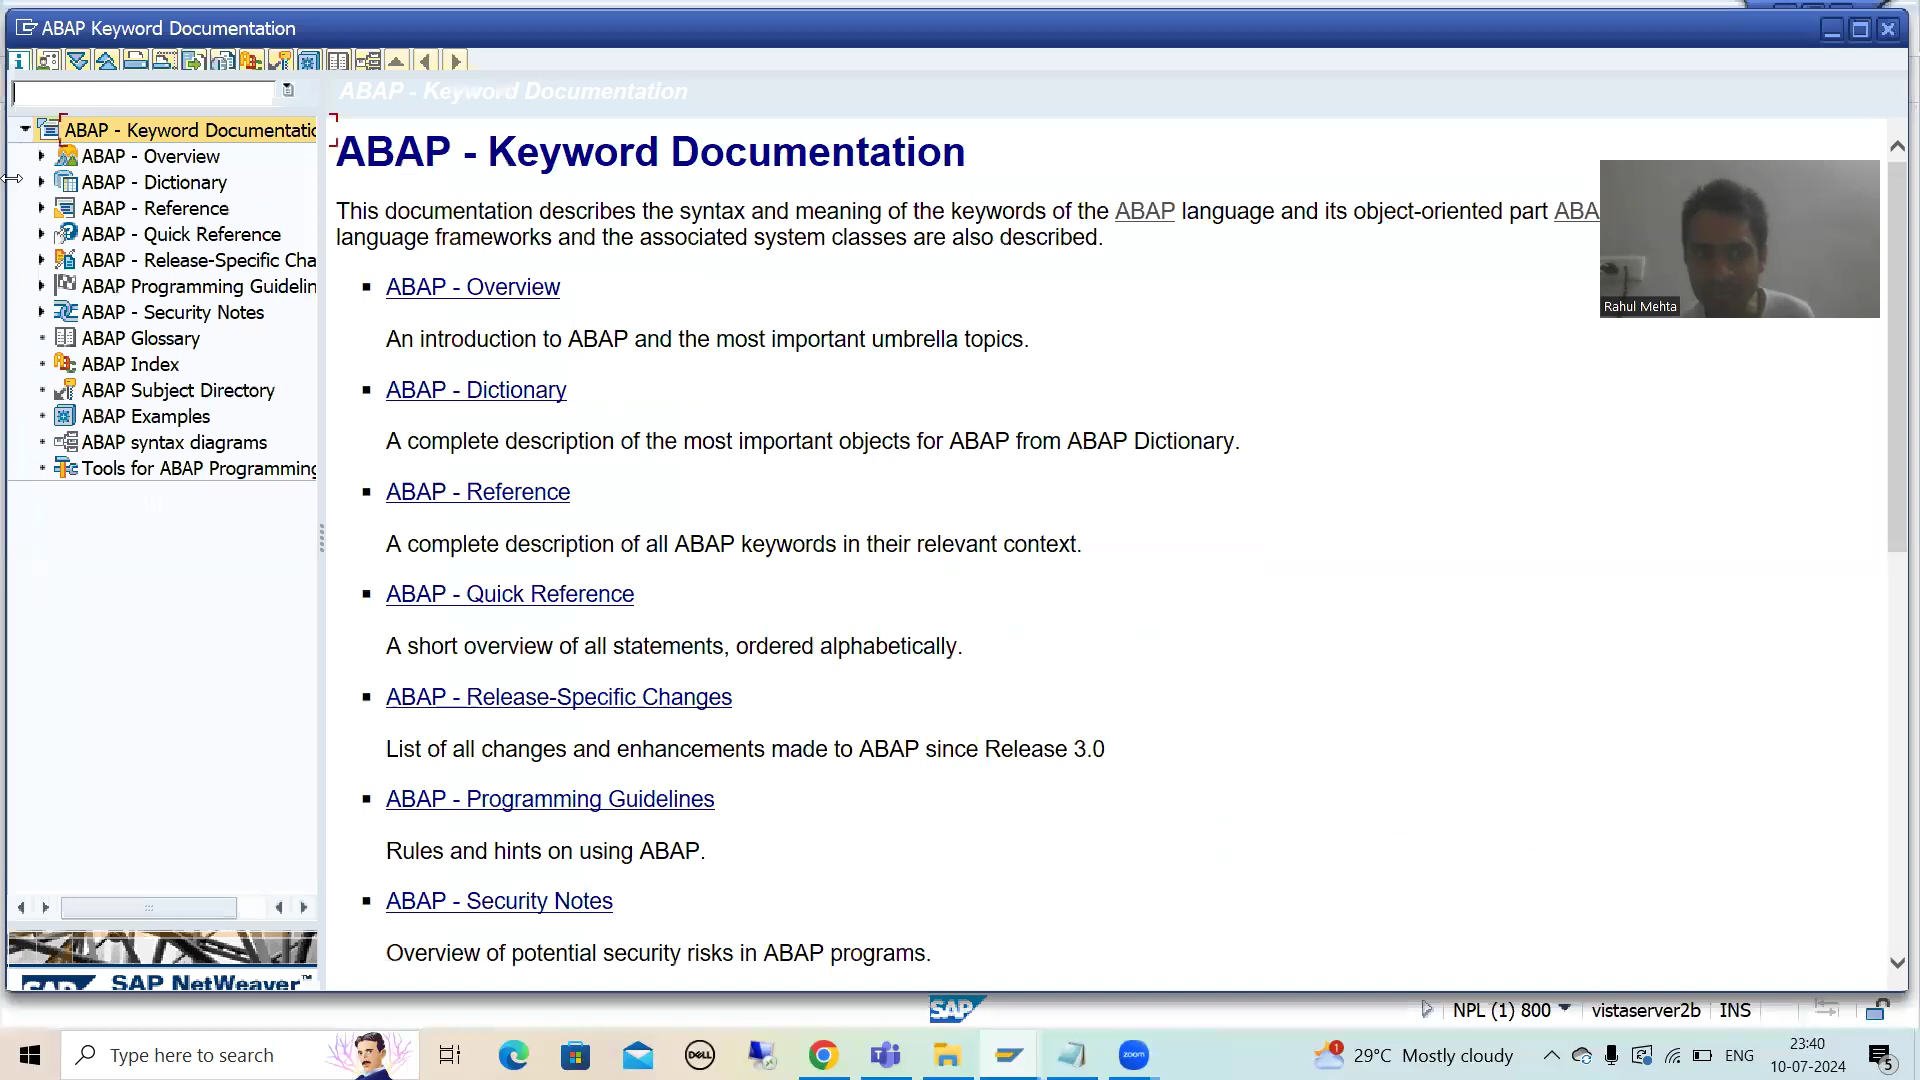 ABAP Keyword Documentation
ABAP - Keyword Documentation
ABAP - Keyword Documentatic
ABAP - Overview
ABAP - Dictionary
ABAP - Reference
ABAP - Quick Reference
ABAP - Release-Specific Cha
ABAP Programming Guidelin
ABAP - Security Notes
ABAP Glossary
ABAP Index
ABAP Subject Directory
ABAP Examples
ABAP syntax diagrams
Tools for ABAP Programming
SAP NetWeaver™
ABAP - Keyword Documentation
This documentation describes the syntax and meaning of the keywords of the ABAP language and its object-oriented part ABA
language frameworks and the associated system classes are also described.
ABAP - Overview
An introduction to ABAP and the most important umbrella topics.
ABAP - Dictionary
A complete description of the most important objects for ABAP from ABAP Dictionary.
ABAP - Reference
A complete description of all ABAP keywords in their relevant context.
ABAP - Quick Reference
A short overview of all statements, ordered alphabetically.
ABAP - Release-Specific Changes
List of all changes and enhancements made to ABAP since Release 3.0
ABAP - Programming Guidelines
Rules and hints on using ABAP.
ABAP - Security Notes
Overview of potential security risks in ABAP programs.
Rahul Mehta
SAP
NPL (1) 800
vistaserver2b
INS
Type here to search
DELL
zoom
1
29°C Mostly cloudy
ENG
23:40
10-07-2024
5